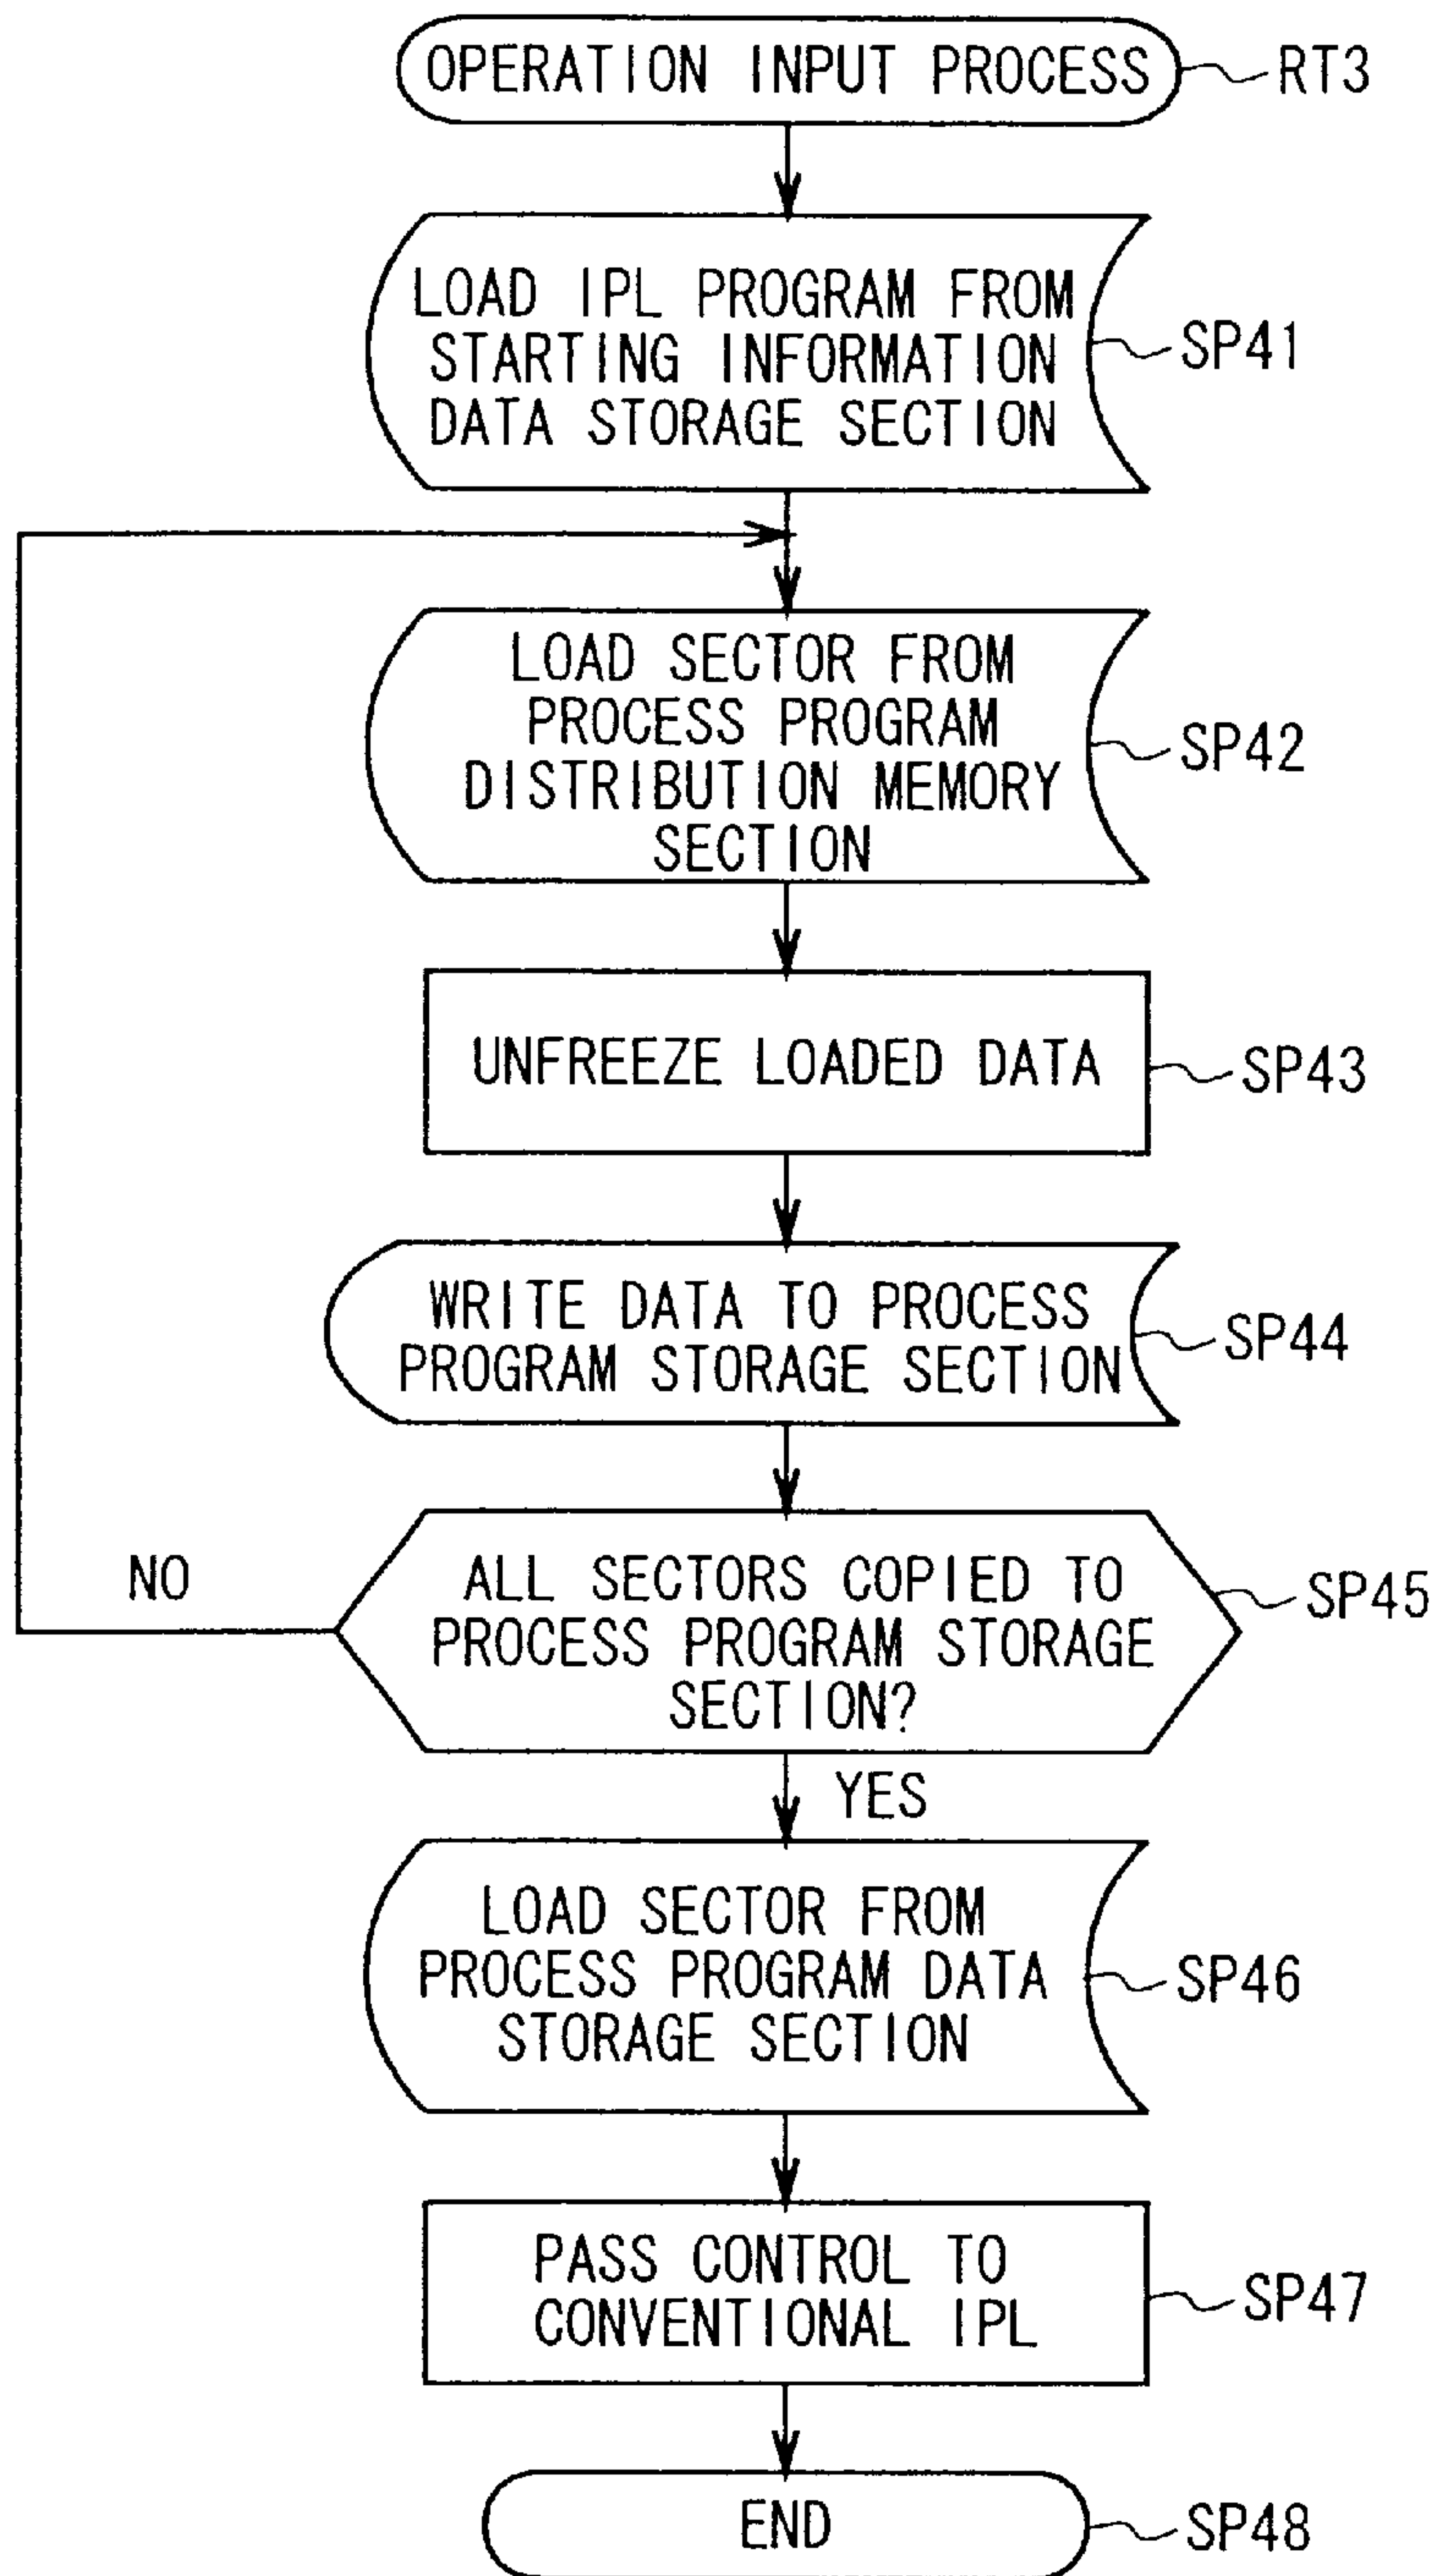 OPERATION INPUT PROCESS
RT3
LOAD IPL PROGRAM FROM
STARTING INFORMATION
DATA STORAGE SECTION
SP41
LOAD SECTOR FROM
PROCESS PROGRAM
DISTRIBUTION MEMORY
SECTION
SP42
UNFREEZE LOADED DATA
SP43
WRITE DATA TO PROCESS
PROGRAM STORAGE SECTION
SP44
NO
ALL SECTORS COPIED TO
PROCESS PROGRAM STORAGE
SECTION?
SP45
YES
LOAD SECTOR FROM
PROCESS PROGRAM DATA
STORAGE SECTION
SP46
PASS CONTROL TO
CONVENTIONAL IPL
SP47
END
SP48